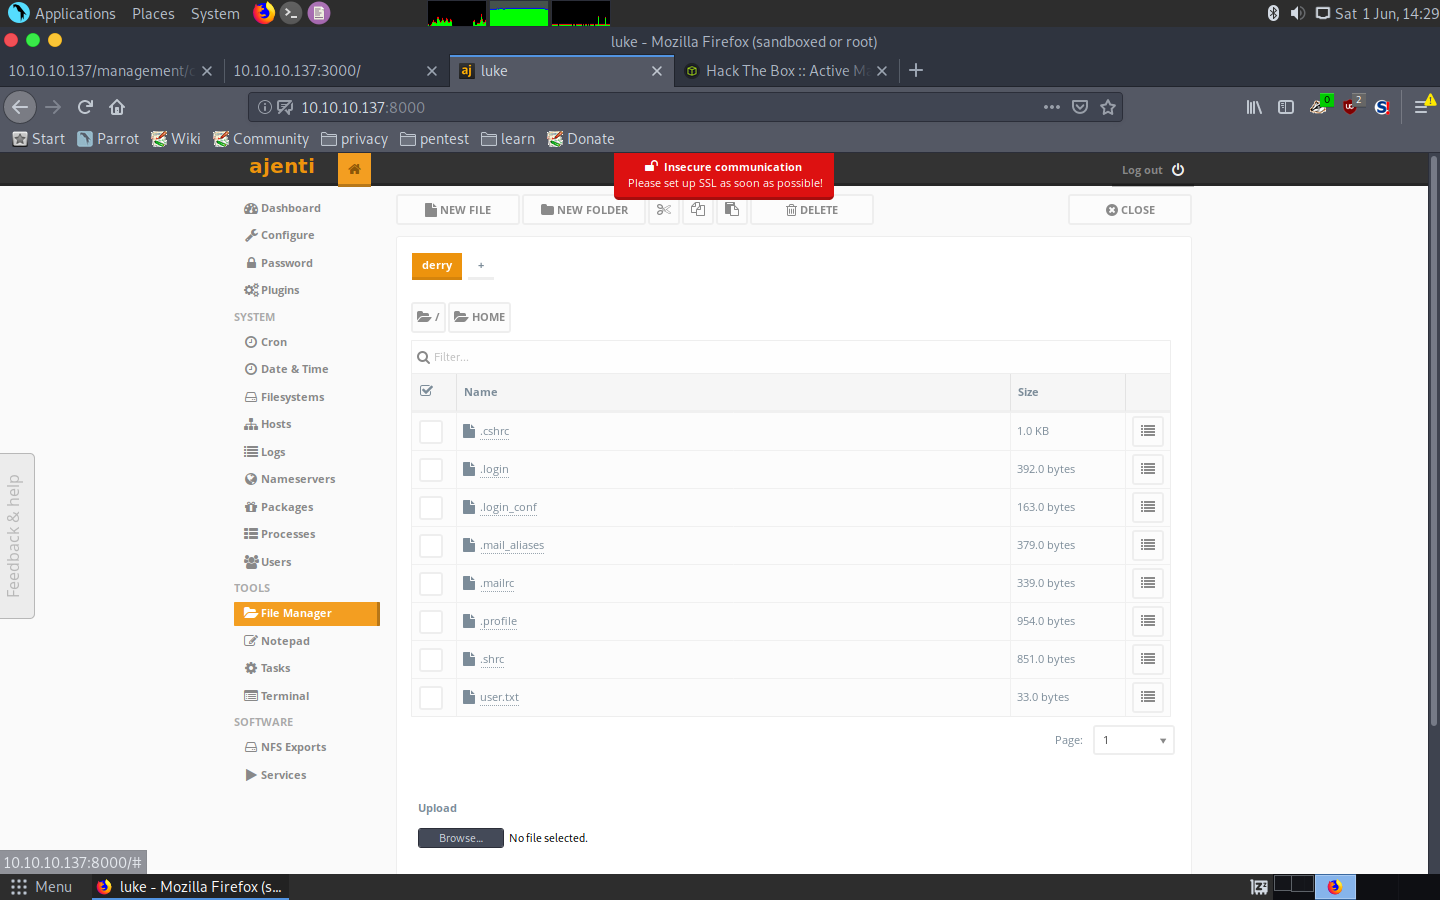 Applications Places System Sat 1 Jun, 14:29
luke - Mozilla Firefox (sandboxed or root)
10.10.10.137/management/ 10.10.10.137:3000/ aj luke Hack The Box :: Active M
10.10.10.137:8000 0 2
Start Parrot Wiki Community privacy pentest learn Donate
ajenti
Insecure communication
Please set up SSL as soon as possible!
Log out
Dashboard
Configure
Password
Plugins
SYSTEM
Cron
Date & Time
Filesystems
Hosts
Logs
Nameservers
Packages
Processes
Users
TOOLS
File Manager
Notepad
Tasks
Terminal
SOFTWARE
NFS Exports
Services
Feedback & help
NEW FILE NEW FOLDER DELETE CLOSE
derry +
/ HOME
Filter...
Name Size
.cshrc 1.0 KB
.login 392.0 bytes
.login_conf 163.0 bytes
.mail_aliases 379.0 bytes
.mailrc 339.0 bytes
.profile 954.0 bytes
.shrc 851.0 bytes
user.txt 33.0 bytes
Page: 1
Upload
Browse... No file selected.
10.10.10.137:8000/#
Menu luke - Mozilla Firefox (s...